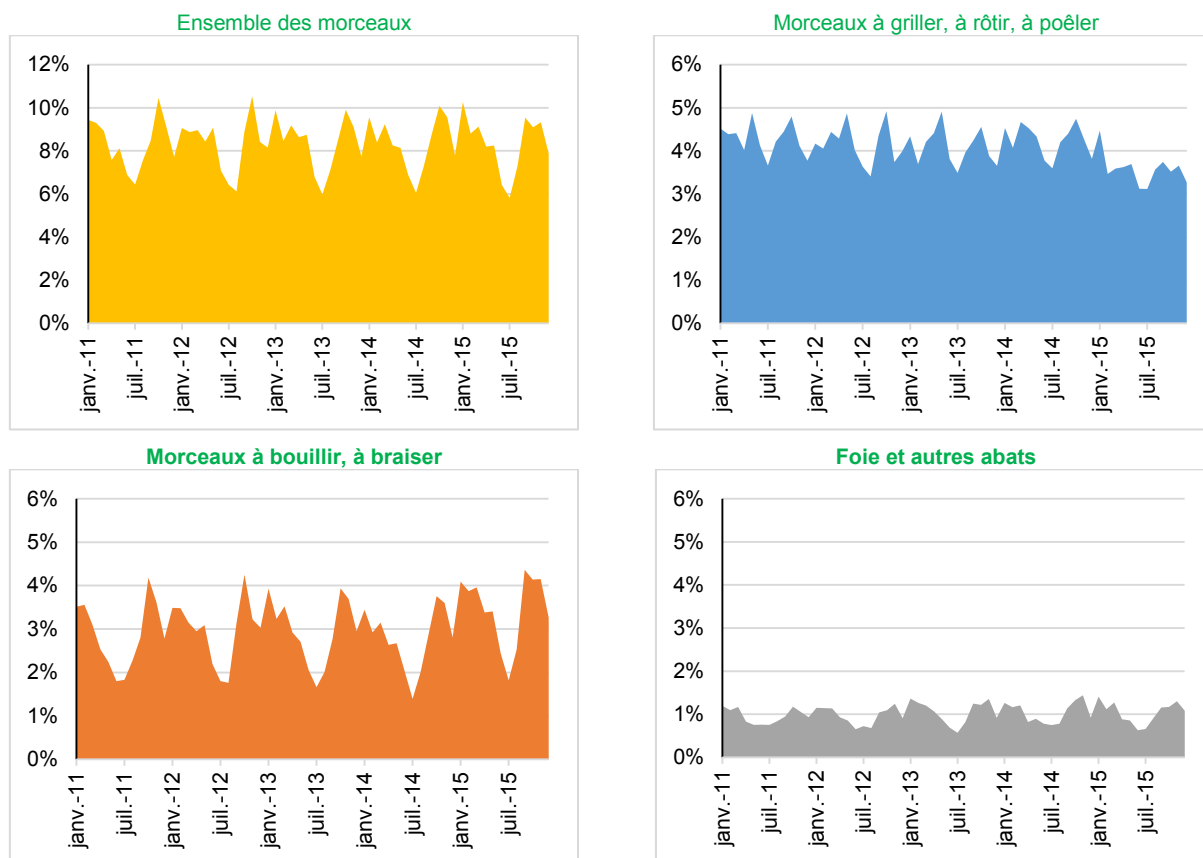 Ensemble des morceaux
12%
10%
8%
6%
4%
2%
0%
janv.-11
juil.-11
janv.-12
juil.-12
janv.-13
juil.-13
janv.-14
juil.-14
janv.-15
juil.-15
Morceaux à griller, à rôtir, à poêler
6%
5%
4%
3%
2%
1%
0%
janv.-11
juil.-11
janv.-12
juil.-12
janv.-13
juil.-13
janv.-14
juil.-14
janv.-15
juil.-15
Morceaux à bouillir, à braiser
6%
5%
4%
3%
2%
1%
0%
janv.-11
juil.-11
janv.-12
juil.-12
janv.-13
juil.-13
janv.-14
juil.-14
janv.-15
juil.-15
Foie et autres abats
6%
5%
4%
3%
2%
1%
0%
janv.-11
juil.-11
janv.-12
juil.-12
janv.-13
juil.-13
janv.-14
juil.-14
janv.-15
juil.-15